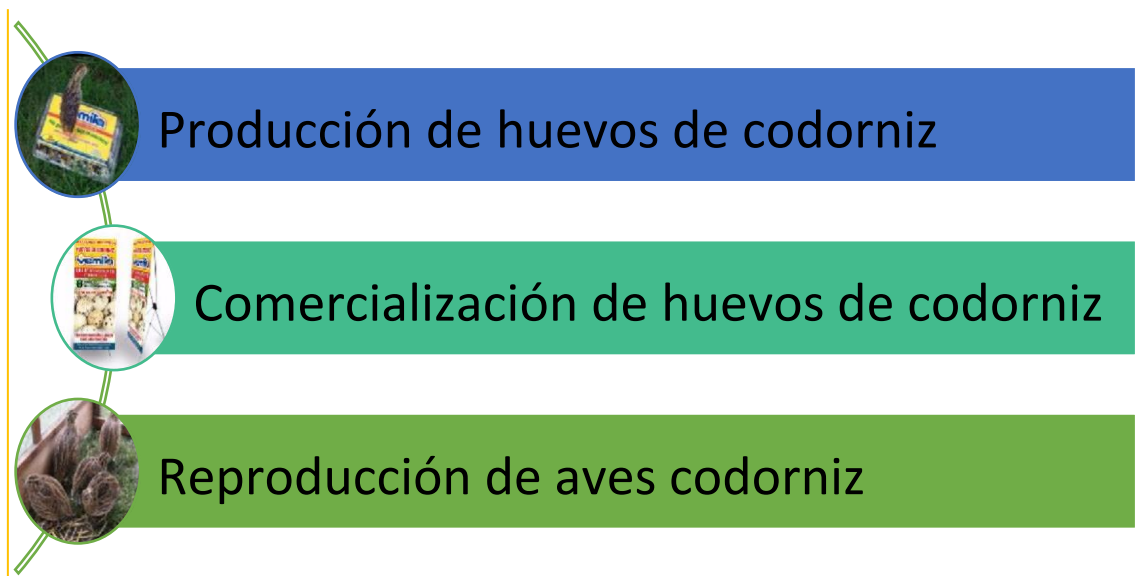 Producción de huevos de codorniz
Comercialización de huevos de codorniz
Reproducción de aves codorniz